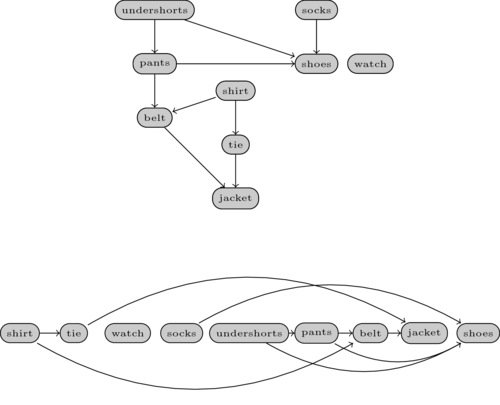 undershorts socks
pants shoes watch
shirt
belt
tie
jacket
shirt tie watch socks undershorts pants belt jacket shoes